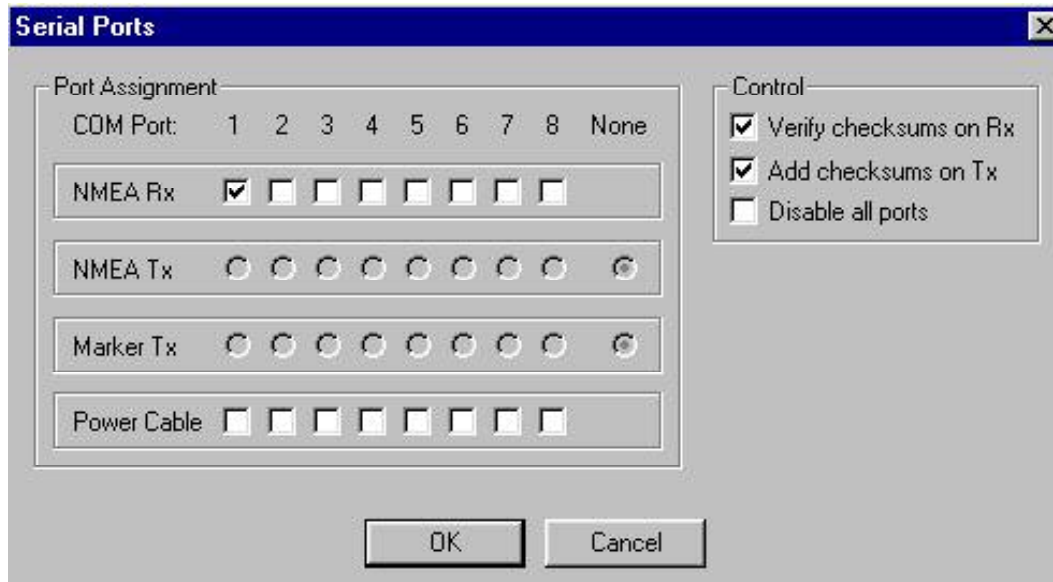 Serial Ports
Port Assignment
COM Port: 1 2 3 4 5 6 7 8 None
NMEA Rx
NMEA Tx
Marker Tx
Power Cable
Control
Verify checksums on Rx
Add checksums on Tx
Disable all ports
OK Cancel